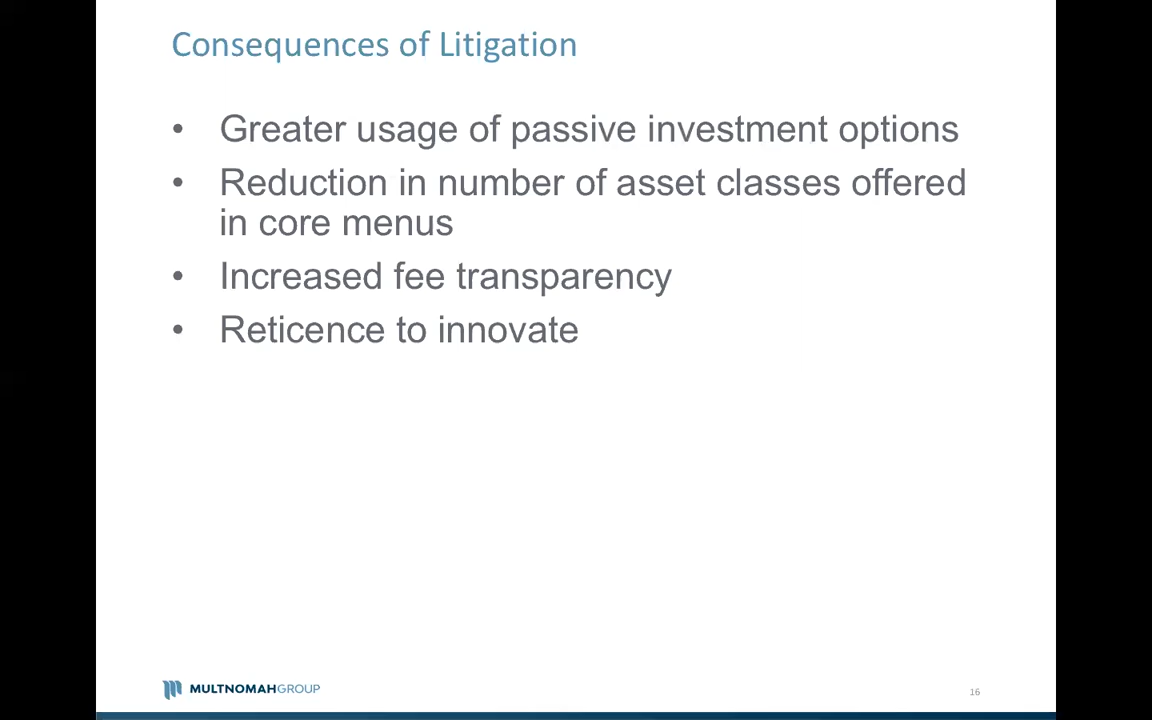 Consequences of Litigation
• Greater usage of passive investment options
• Reduction in number of asset classes offered
in core menus
• Increased fee transparency
• Reticence to innovate
MULTNOMAHGROUP
16